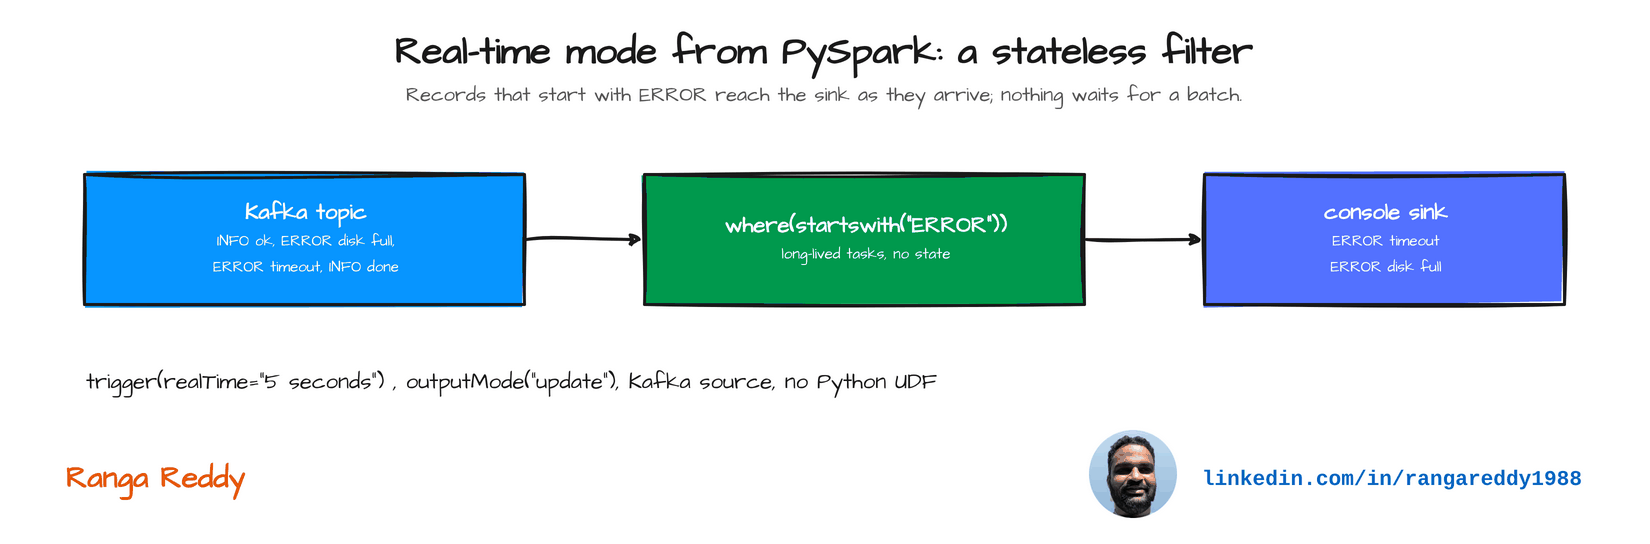 Real-time mode from PySpark: a stateless filter
Records that start with ERROR reach the sink as they arrive; nothing waits for a batch.
Kafka topic
INFO ok, ERROR disk full,
ERROR timeout, INFO done
where(startswith("ERROR"))
long-lived tasks, no state
console sink
ERROR timeout
ERROR disk full
trigger(realTime="5 seconds") , outputMode("update"), Kafka source, no Python UDF
Ranga Reddy
linkedin.com/in/rangareddy1988